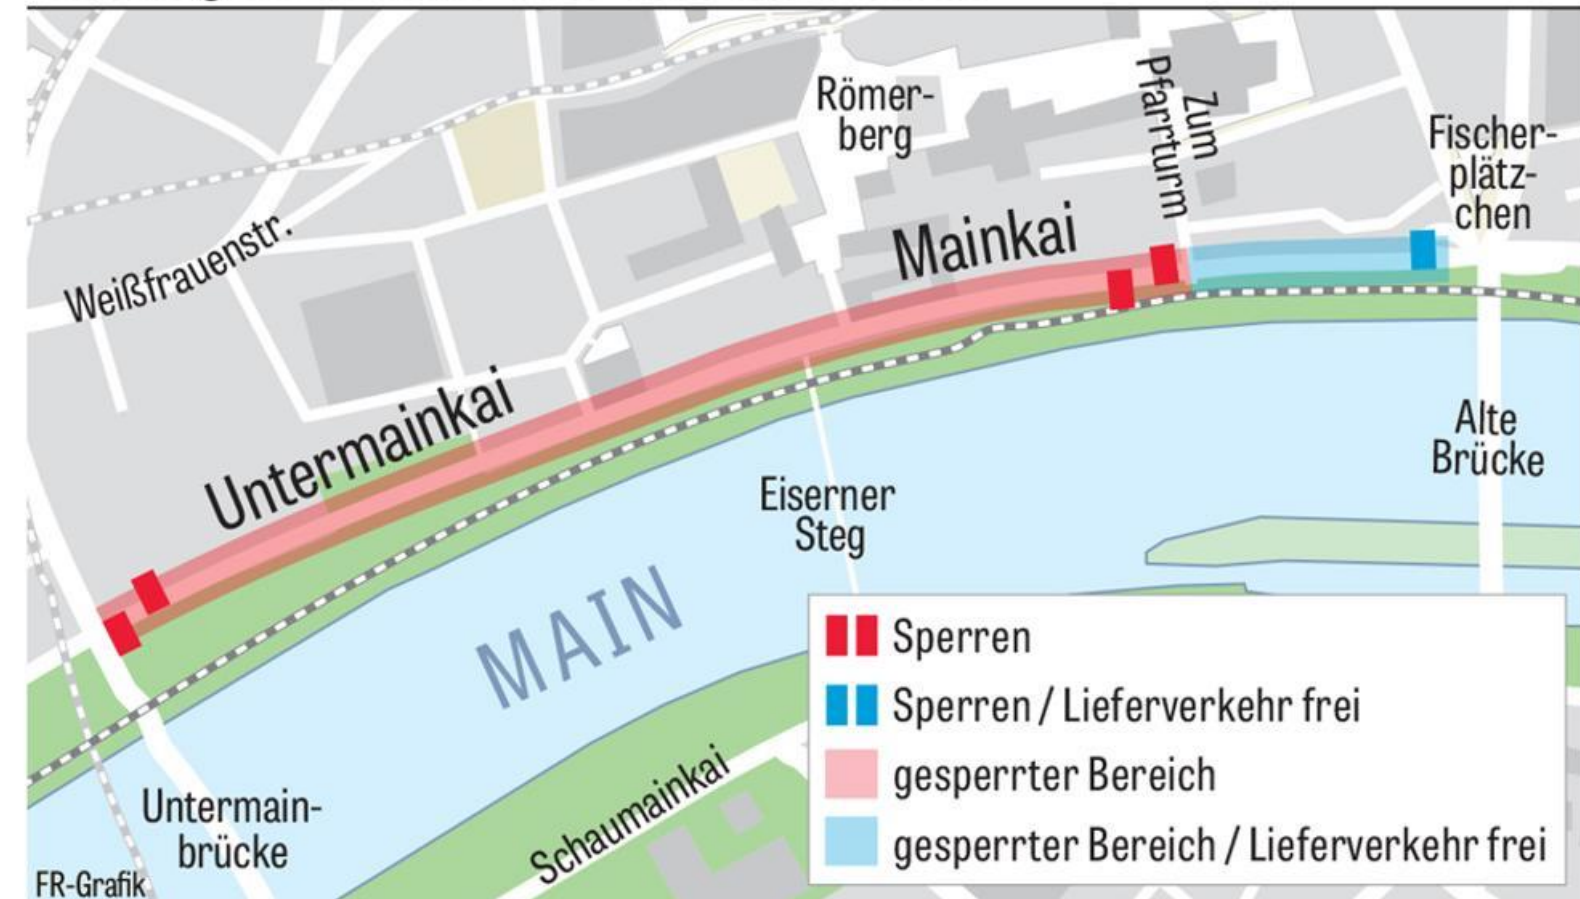 Römer-
berg
Zum
Pfarrturm
Fischer-
plätz-
chen
Weißfrauenstr.
Mainkai
Untermainkai
Alte
Brücke
Eiserner
Steg
MAIN
Sperren
Sperren / Lieferverkehr frei
gesperrter Bereich
gesperrter Bereich / Lieferverkehr frei
Schaumainkai
Untermain-
brücke
FR-Grafik